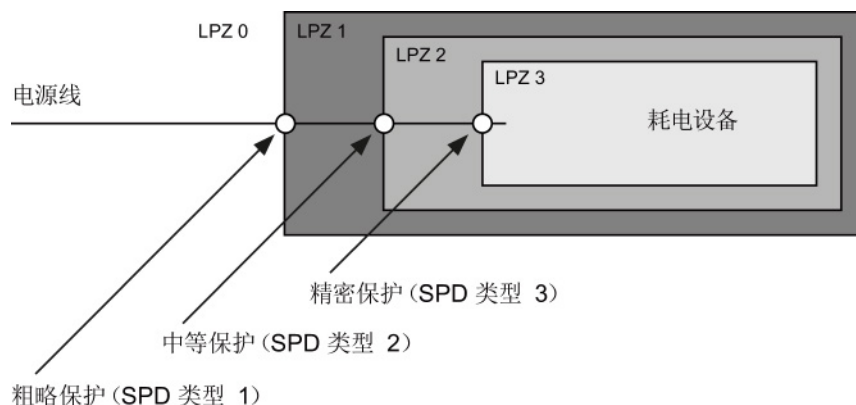 LPZ 0
LPZ 1
LPZ 2
LPZ 3
电源线
耗电设备
精密保护(SPD 类型 3)
中等保护(SPD 类型 2)
粗略保护(SPD 类型 1)